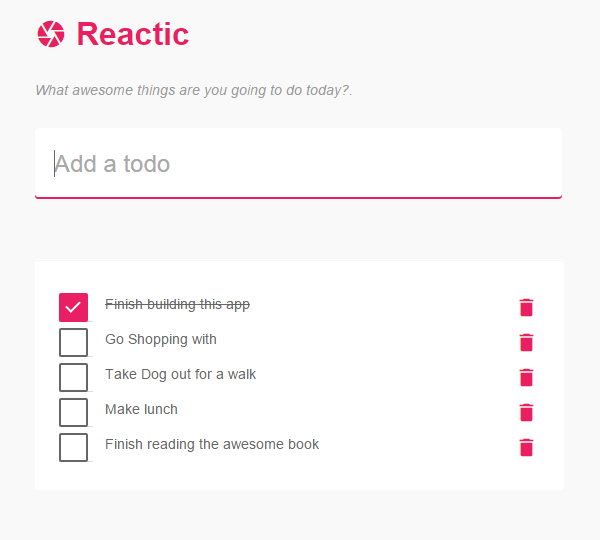 Reactic
What awesome things are you going to do today?.
Add a todo
Finish building this app
Go Shopping with
Take Dog out for a walk
Make lunch
Finish reading the awesome book